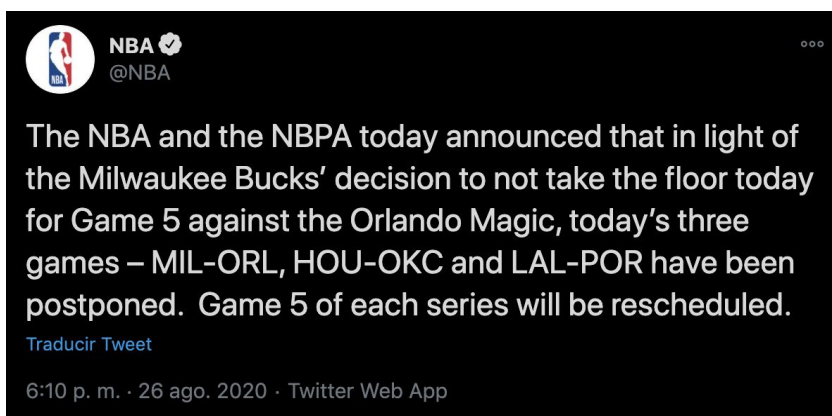 NBA
@NBA
The NBA and the NBPA today announced that in light of
the Milwaukee Bucks’ decision to not take the floor today
for Game 5 against the Orlando Magic, today’s three
games – MIL-ORL, HOU-OKC and LAL-POR have been
postponed.  Game 5 of each series will be rescheduled.
Traducir Tweet
6:10 p. m. · 26 ago. 2020 · Twitter Web App
NBA